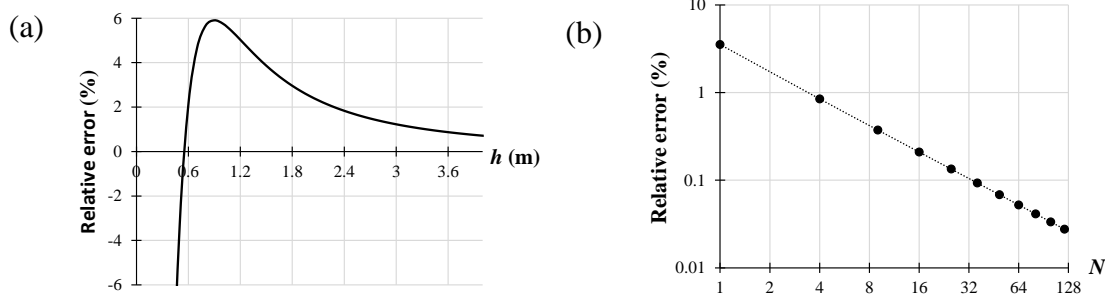 (a)
Relative error (%)
6
4
2
0
-2
-4
-6
0 0.6 1.2 1.8 2.4 3 3.6
h (m)
(b)
Relative error (%)
10
1
0.1
0.01
1 2 4 8 16 32 64 128
N